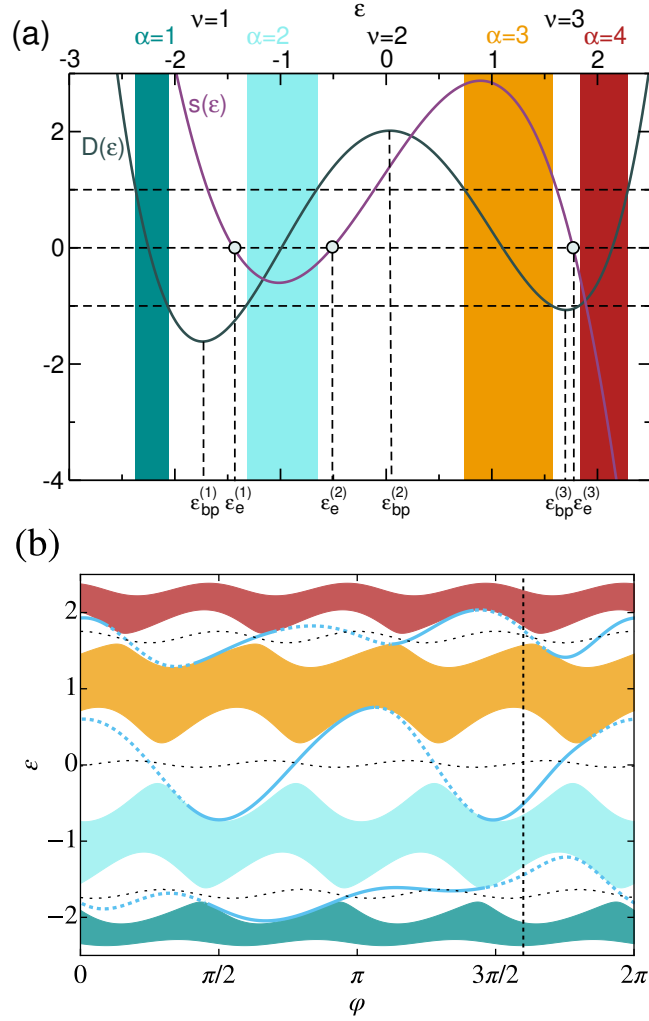 (a)
ν=1 ε ν=2 ν=3
α=1 α=2 α=3 α=4
-3 -2 -1 0 1 2
s(ε)
D(ε)
2
0
-2
-4
ε_bp^(1) ε_e^(1) ε_e^(2) ε_bp^(2) ε_bp^(3) ε_e^(3)
(b)
2
1
0
−1
−2
ε
0 π/2 π 3π/2 2π
φ